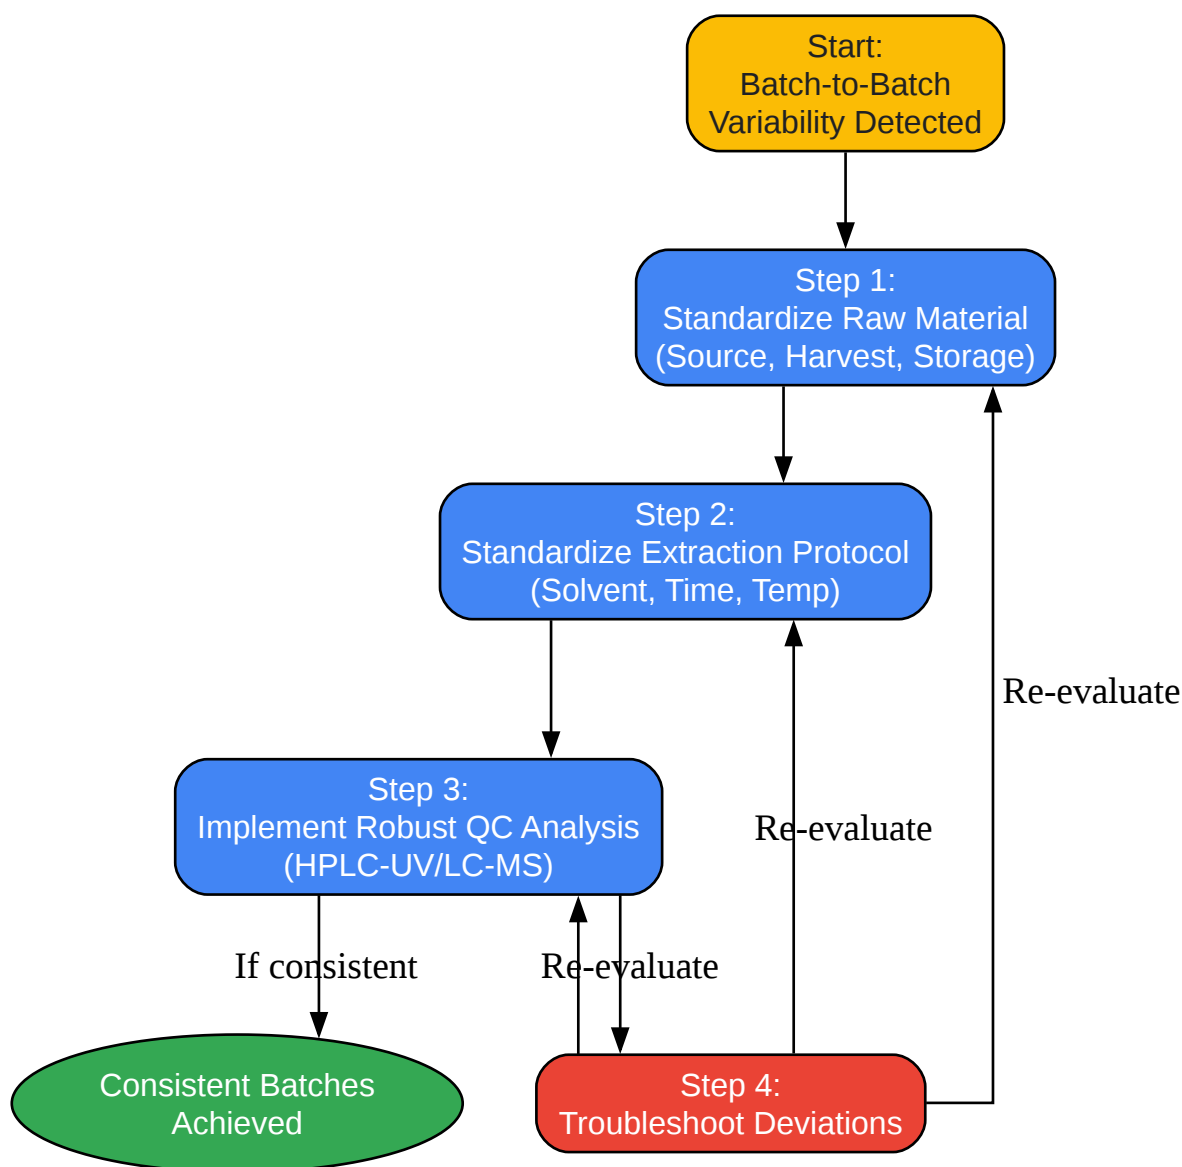 Start:
Batch-to-Batch
Variability Detected
Step 1:
Standardize Raw Material
(Source, Harvest, Storage)
Step 2:
Standardize Extraction Protocol
(Solvent, Time, Temp)
Re-evaluate
Step 3:
Implement Robust QC Analysis
(HPLC-UV/LC-MS)
Re-evaluate
If consistent
Re-evaluate
Consistent Batches
Achieved
Step 4:
Troubleshoot Deviations